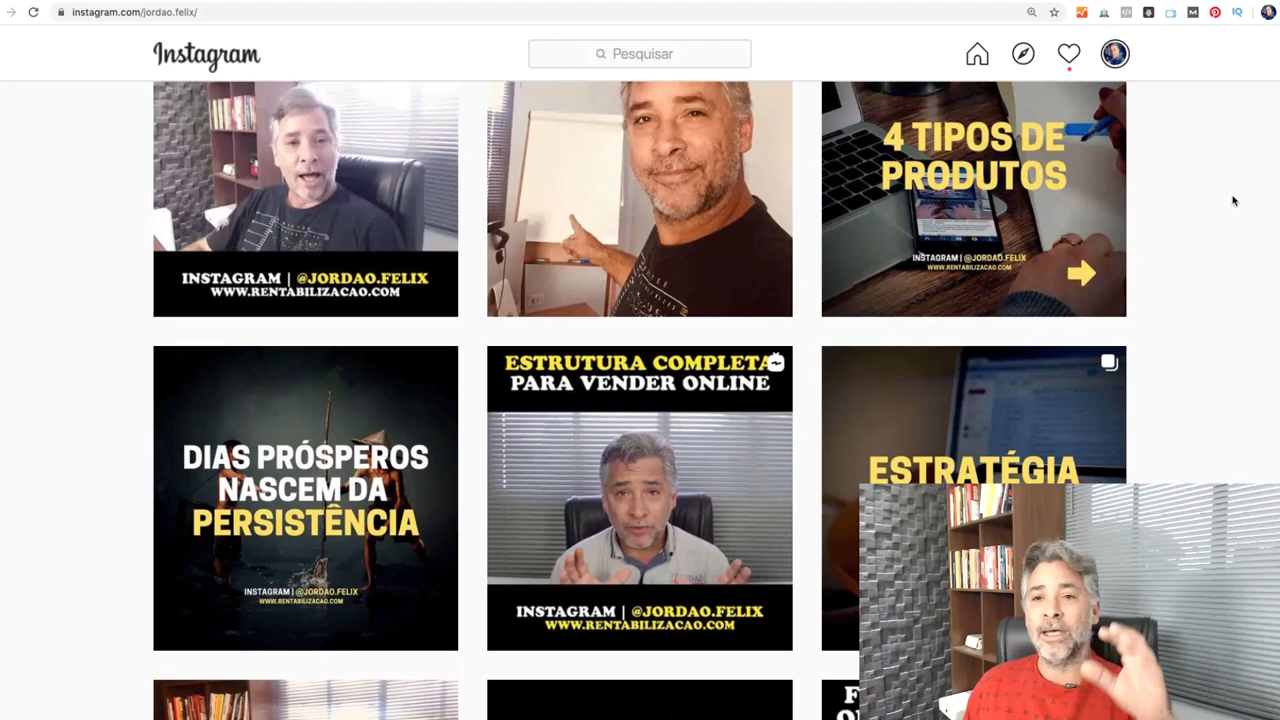 instagram.com/jordao.felix/
Instagram
Pesquisar
INSTAGRAM | @JORDAO.FELIX
WWW.RENTABILIZACAO.COM
4 TIPOS DE
PRODUTOS
INSTAGRAM | @JORDAO.FELIX
WWW.RENTABILIZACAO.COM
DIAS PRÓSPEROS
NASCEM DA
PERSISTÊNCIA
INSTAGRAM | @JORDAO.FELIX
WWW.RENTABILIZACAO.COM
ESTRUTURA COMPLETA
PARA VENDER ONLINE
INSTAGRAM | @JORDAO.FELIX
WWW.RENTABILIZACAO.COM
ESTRATÉGIA